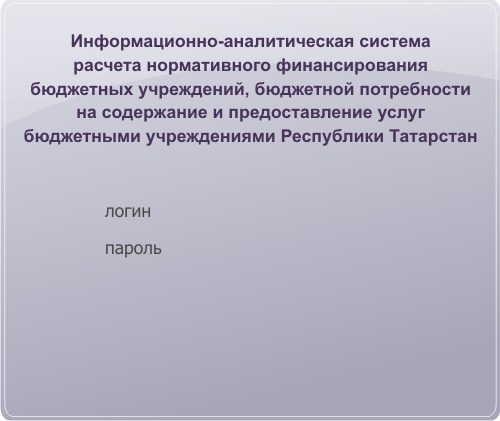 Информационно-аналитическая система
расчета нормативного финансирования
бюджетных учреждений, бюджетной потребности
на содержание и предоставление услуг
бюджетными учреждениями Республики Татарстан
логин
пароль